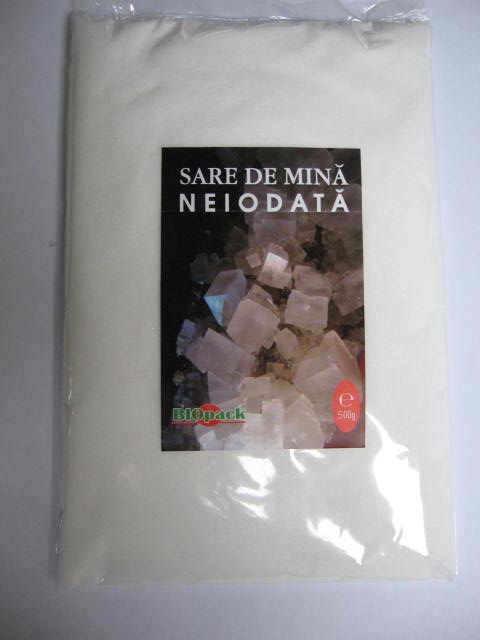 SARE DE MINĂ
NEIODATĂ
BIOpack
e
500g